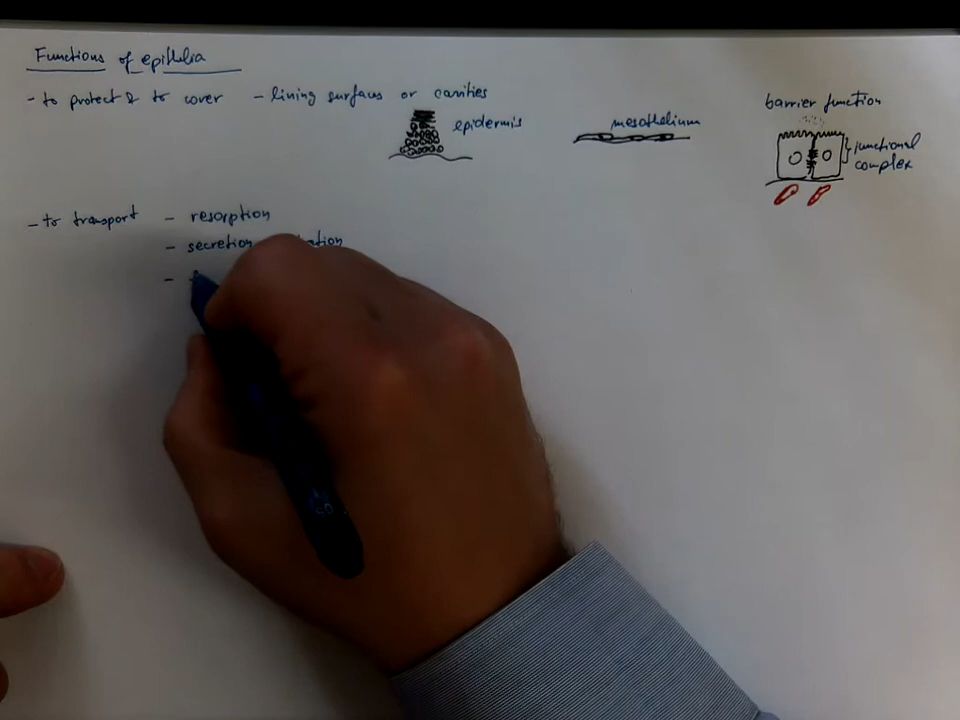 Functions of epithelia
- to protect & to cover - lining surfaces or cavities
barrier function
epidermis
mesothelium
junctional
complex
- to transport - resorption
- secretion
-